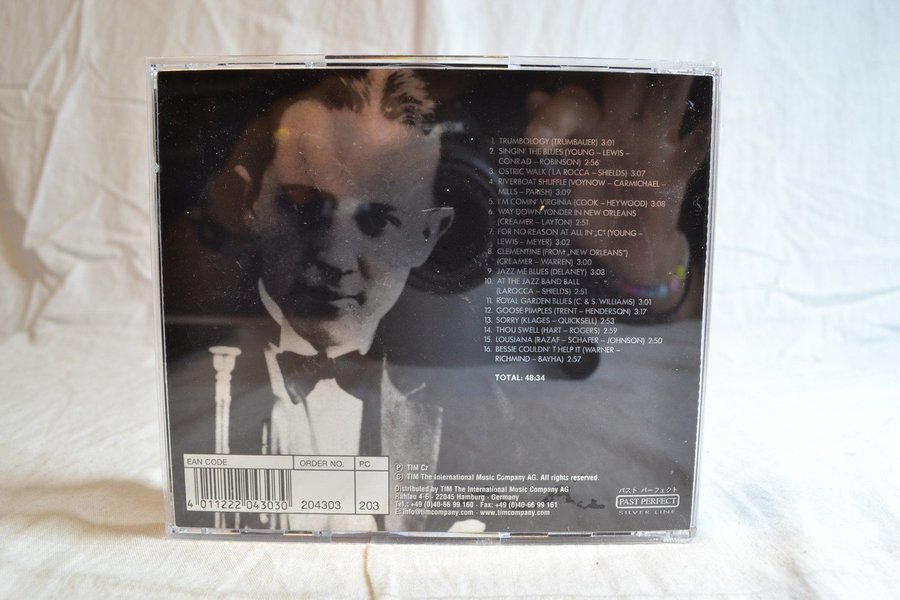 1. TRUMBOLOGY (TRUMBAUER) 3:01
2. SINGIN' THE BLUES (YOUNG – LEWIS –
CONRAD – ROBINSON) 2:56
3. OSTRIC WALK ( LA ROCCA – SHIELDS) 3:07
4. RIVERBOAT SHUFFLE (VOYNOW – CARMICHAEL –
MILLS – PARISH) 3:09
5. I'M COMIN' VIRGINIA (COOK – HEYWOOD) 3:08
6. WAY DOWN YONDER IN NEW ORLEANS
(CREAMER – LAYTON) 2:51
7. FOR NO REASON AT ALL IN „C" (YOUNG –
LEWIS – MEYER) 3:02
8. CLEMENTINE (FROM „NEW ORLEANS")
(CREAMER – WARREN) 3:00
9. JAZZ ME BLUES (DELANEY) 3:03
10. AT THE JAZZ BAND BALL
(LAROCCA – SHIELDS) 2:51
11. ROYAL GARDEN BLUES (C. & S. WILLIAMS) 3:01
12. GOOSE PIMPLES (TRENT – HENDERSON) 3:17
13. SORRY (KLAGES – QUICKSELL) 2:53
14. THOU SWELL (HART – ROGERS) 2:59
15. LOUSIANA (RAZAF – SCHAFER – JOHNSON) 2:50
16. BESSIE COULDN'T HELP IT (WARNER –
RICHMIND – BAYHA) 2:57
TOTAL: 48:34
EAN CODE ORDER NO. PC
4 011222 043030 204303 203
℗ TIM Cz
© TIM The International Music Company AG. All rights reserved.
Distributed by TIM The International Music Company AG
Rahlau 4-6 - 22045 Hamburg - Germany
Tel.: +49 (0)40-66 99 160 - Fax: +49 (0)40-66 99 161
E: info@timcompany.com - www.timcompany.com
パスト パーフェクト
PAST PERFECT
SILVER LINE